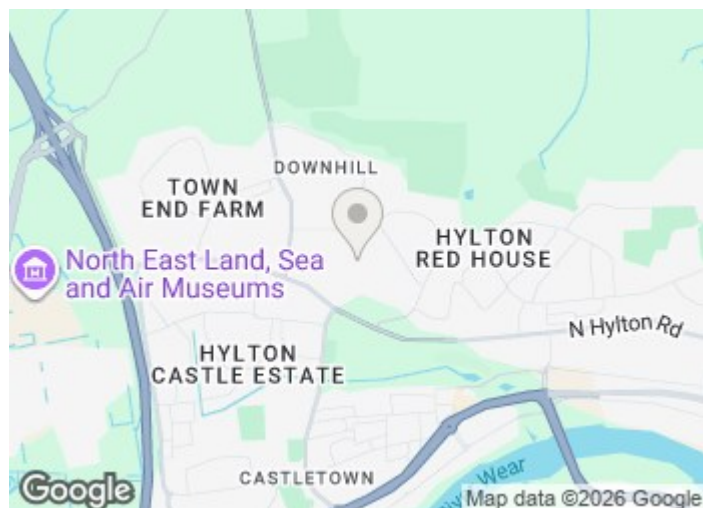 DOWNHILL
TOWN
END FARM
HYLTON
RED HOUSE
North East Land, Sea
and Air Museums
N Hylton Rd
HYLTON
CASTLE ESTATE
CASTLETOWN
Wear
Google
Map data ©2026 Google